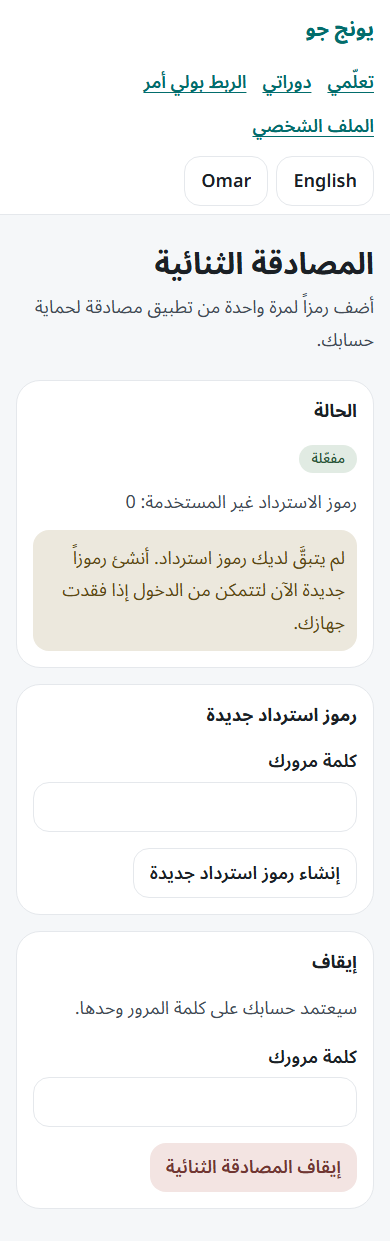 يونج جو
تعلّمي دوراتي الربط بولي أمر
الملف الشخصي
English Omar
المصادقة الثنائية
أضف رمزاً لمرة واحدة من تطبيق مصادقة لحماية
حسابك.
الحالة
مفعّلة
رموز الاسترداد غير المستخدمة: 0
لم يتبقَّ لديك رموز استرداد. أنشئ رموزاً
جديدة الآن لتتمكن من الدخول إذا فقدت
جهازك.
رموز استرداد جديدة
كلمة مرورك
إنشاء رموز استرداد جديدة
إيقاف
سيعتمد حسابك على كلمة المرور وحدها.
كلمة مرورك
إيقاف المصادقة الثنائية